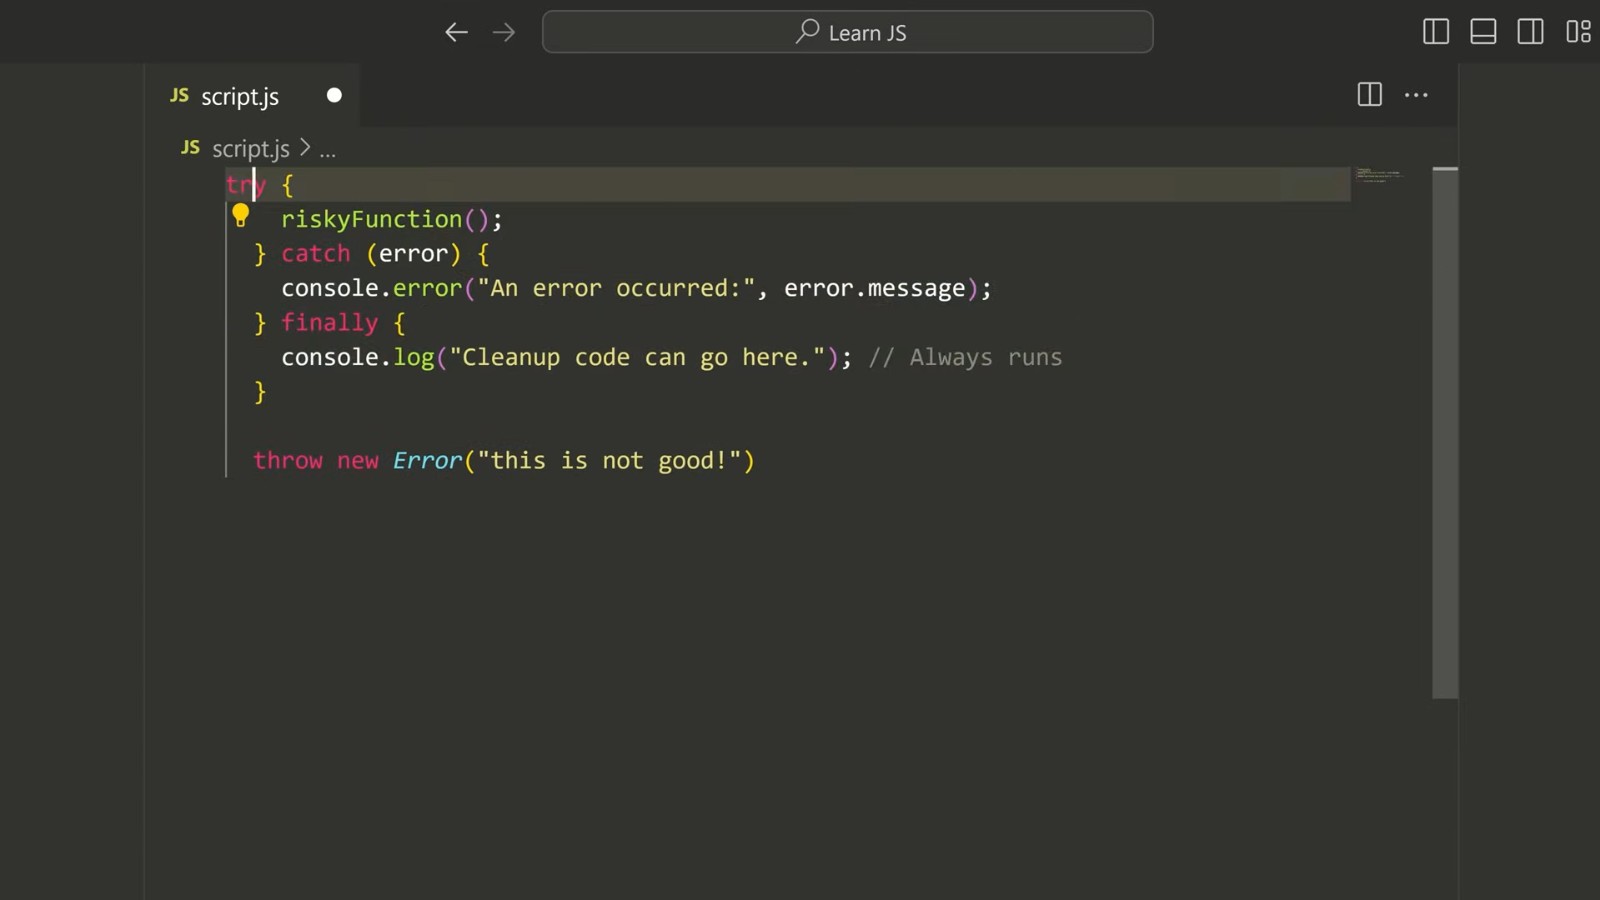 Learn JS
JS script.js
JS script.js > ...
try {
riskyFunction();
} catch (error) {
console.error("An error occurred:", error.message);
} finally {
console.log("Cleanup code can go here."); // Always runs
}
throw new Error("this is not good!")